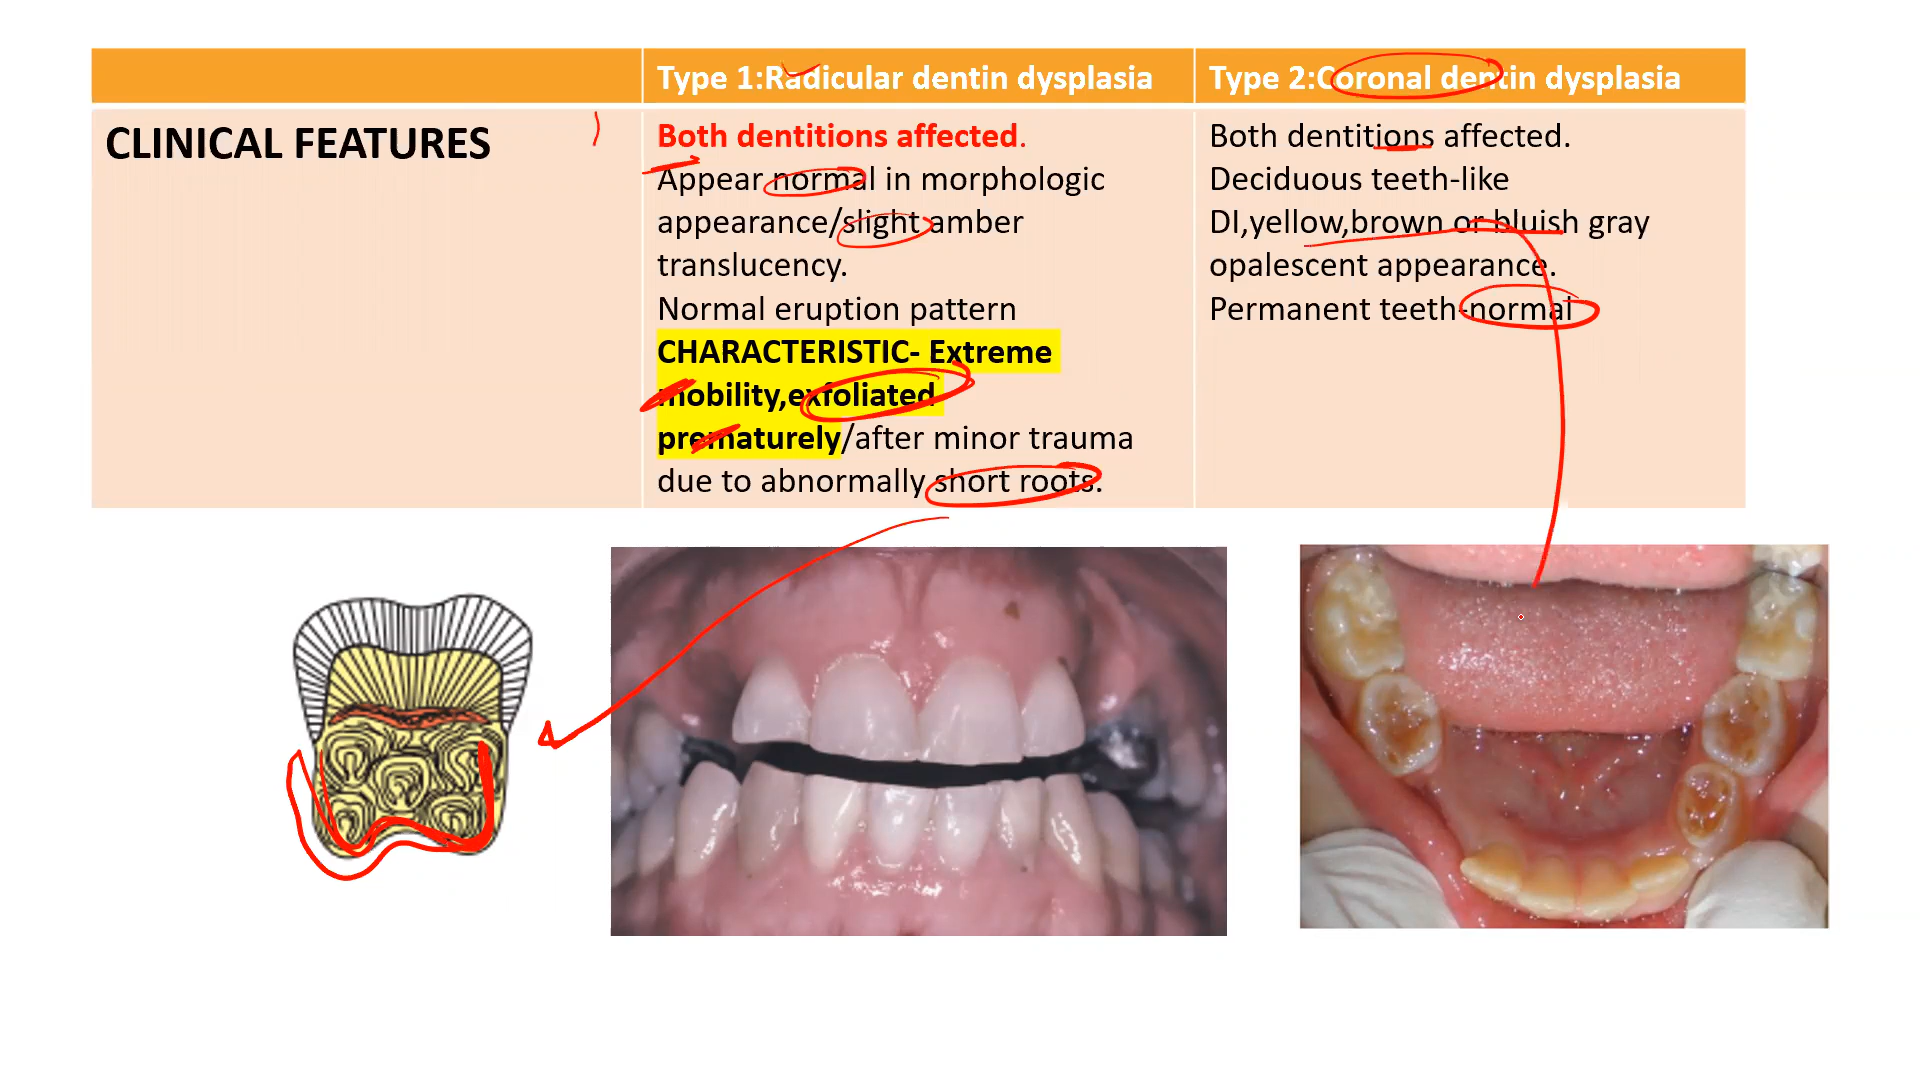 Type 1:Radicular dentin dysplasia
Type 2:Coronal dentin dysplasia
CLINICAL FEATURES
Both dentitions affected.
Appear normal in morphologic
appearance/slight amber
translucency.
Normal eruption pattern
CHARACTERISTIC- Extreme
mobility,exfoliated
prematurely/after minor trauma
due to abnormally short roots.
Both dentitions affected.
Deciduous teeth-like
DI,yellow,brown or bluish gray
opalescent appearance.
Permanent teeth-normal